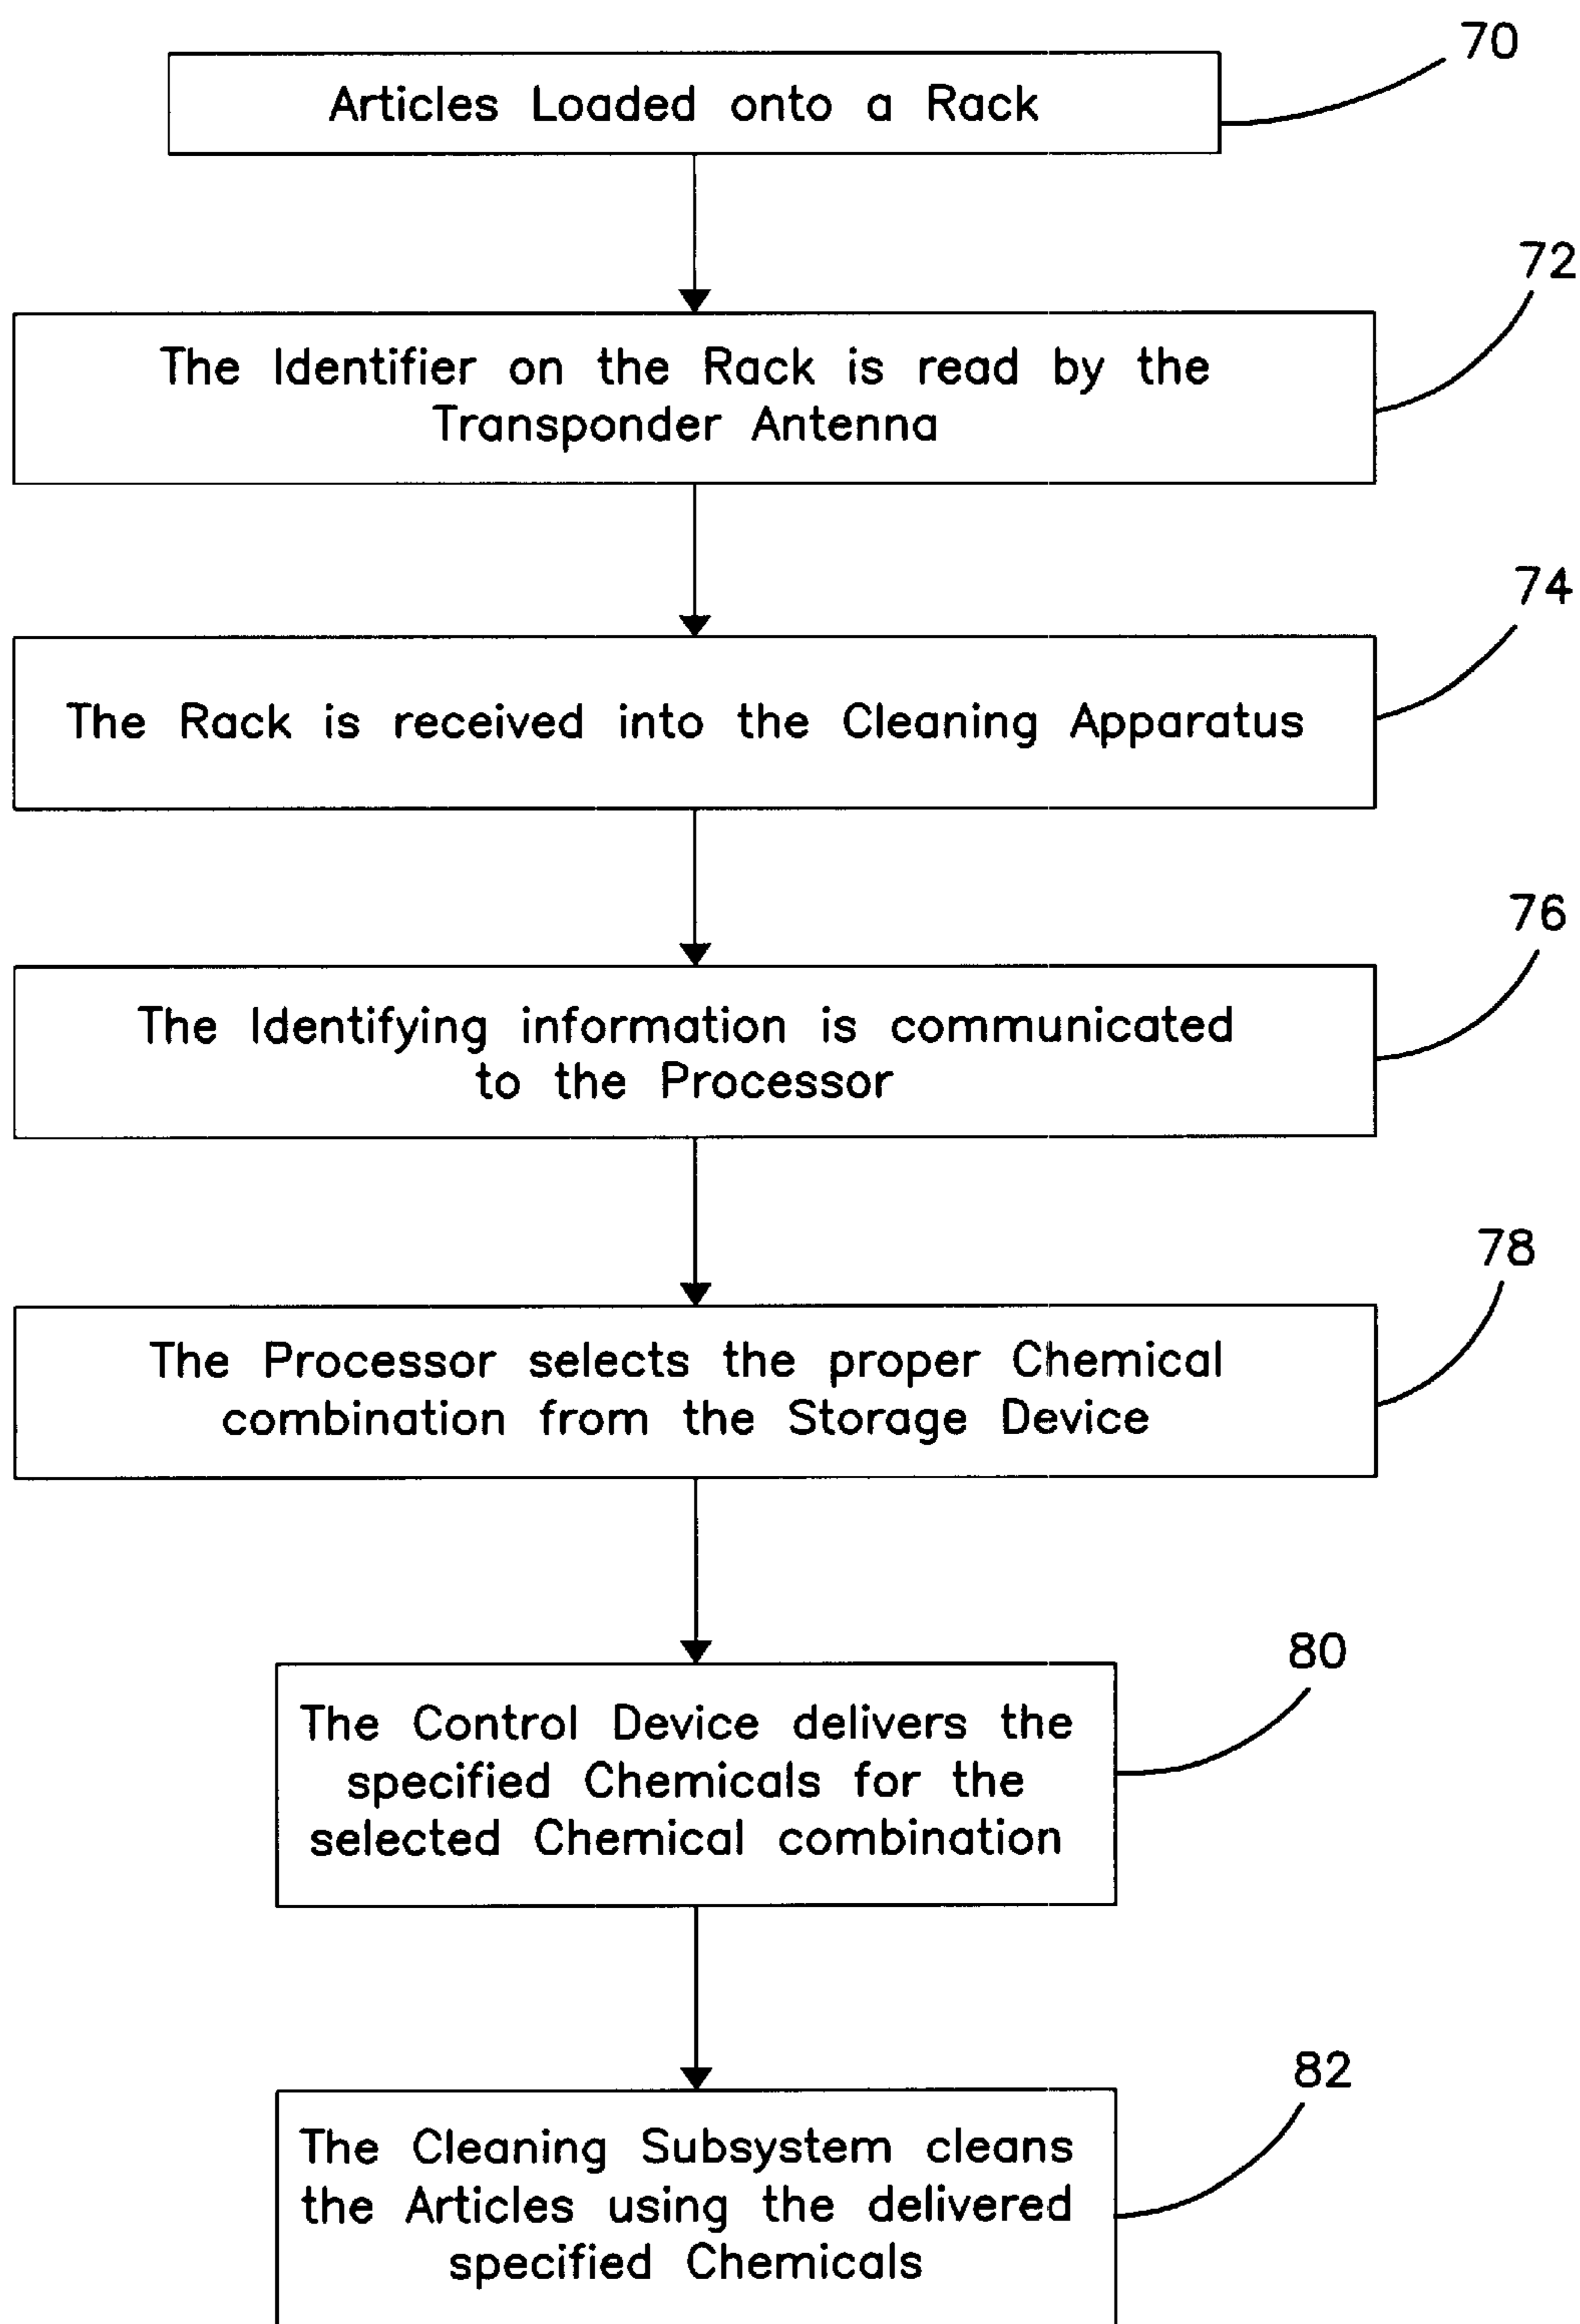 70
Articles Loaded onto a Rack
72
The Identifier on the Rack is read by the
Transponder Antenna
74
The Rack is received into the Cleaning Apparatus
76
The Identifying information is communicated
to the Processor
78
The Processor selects the proper Chemical
combination from the Storage Device
80
The Control Device delivers the
specified Chemicals for the
selected Chemical combination
82
The Cleaning Subsystem cleans
the Articles using the delivered
specified Chemicals